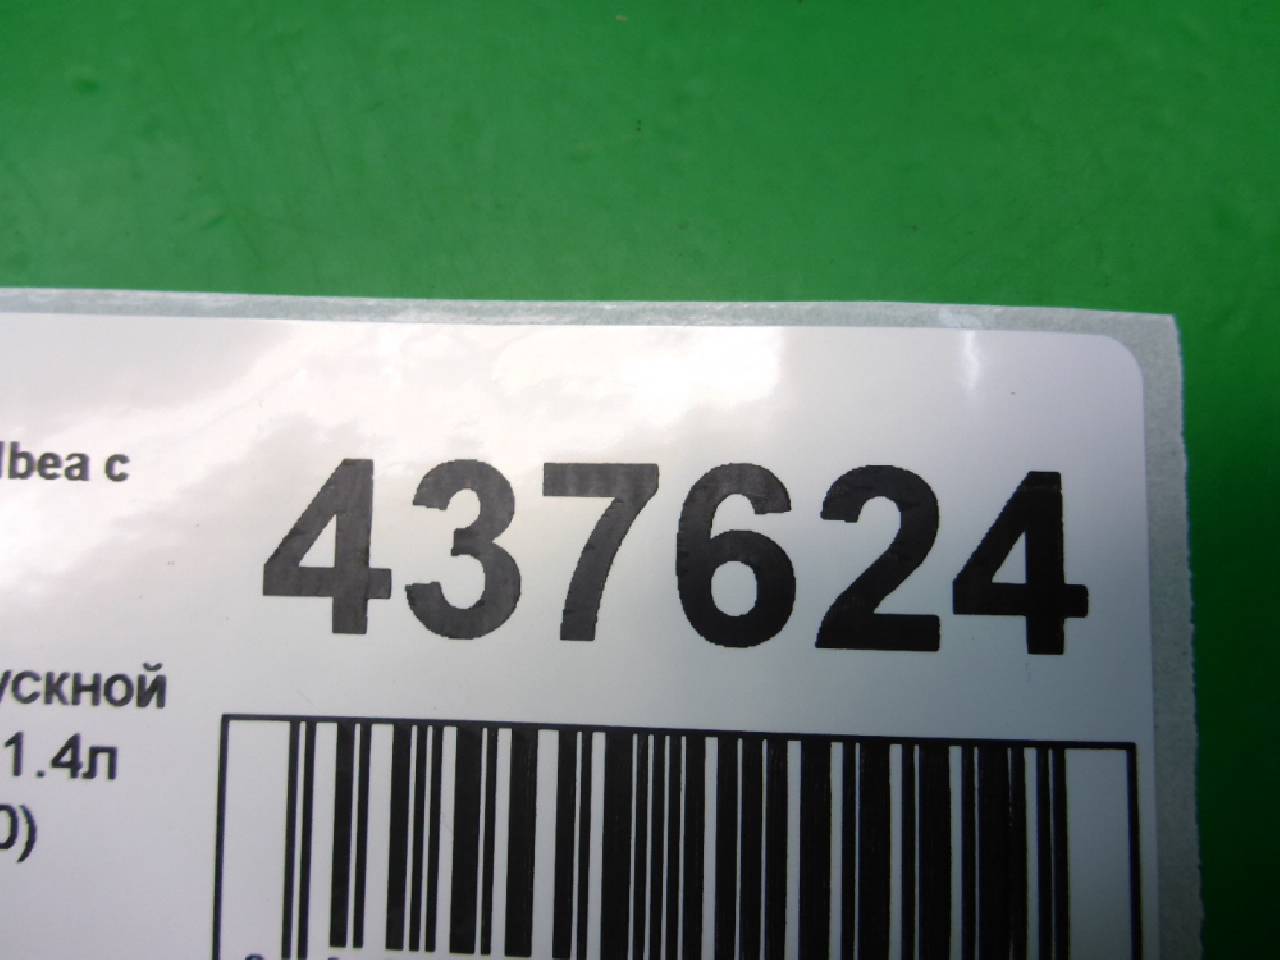 lbea с
437624
ускной
1.4л
0)